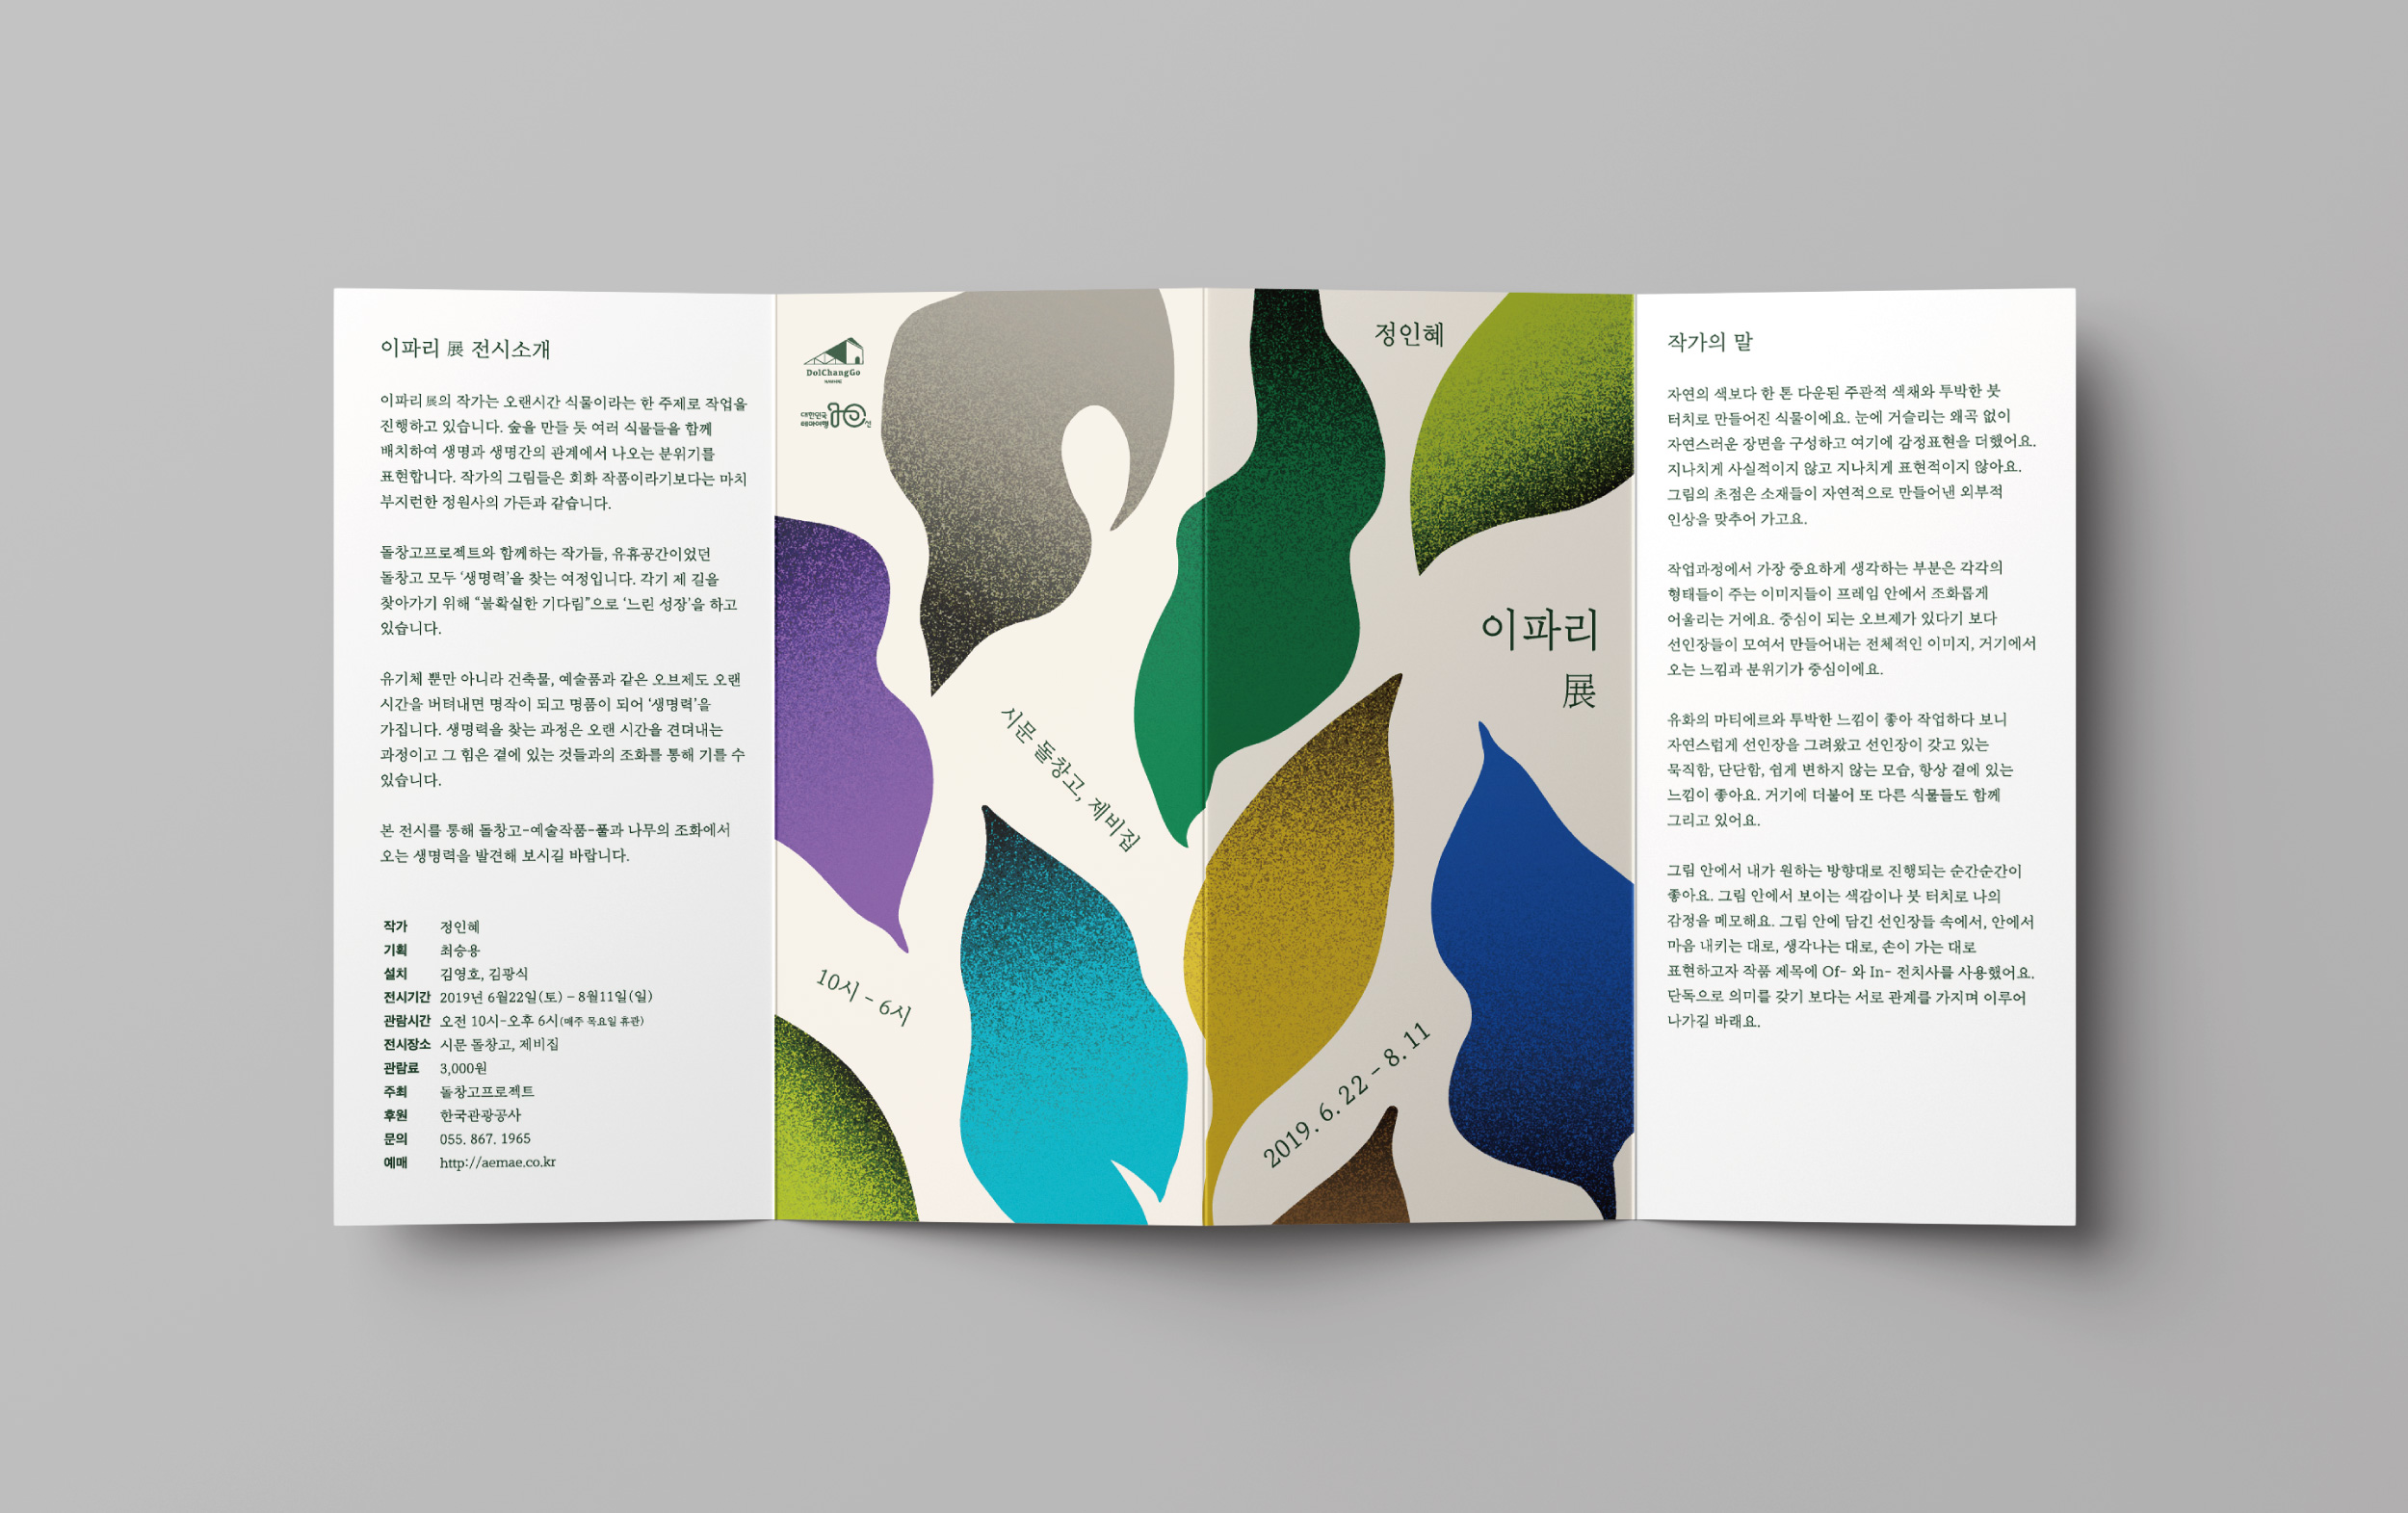 이파리 展 전시소개
이파리展의 작가는 오랜시간 식물이라는 한 주제로 작업을
진행하고 있습니다. 숲을 만들 듯 여러 식물들을 함께
배치하여 생명과 생명간의 관계에서 나오는 분위기를
표현합니다. 작가의 그림들은 회화 작품이라기보다는 마치
부지런한 정원사의 가든과 같습니다.
돌창고프로젝트와 함께하는 작가들, 유휴공간이었던
돌창고 모두 ‘생명력’을 찾는 여정입니다. 각기 제 길을
찾아가기 위해 “불확실한 기다림”으로 ‘느린 성장’을 하고
있습니다.
유기체 뿐만 아니라 건축물, 예술품과 같은 오브제도 오랜
시간을 버텨내면 명작이 되고 명품이 되어 ‘생명력’을
가집니다. 생명력을 찾는 과정은 오랜 시간을 견뎌내는
과정이고 그 힘은 곁에 있는 것들과의 조화를 통해 기를 수
있습니다.
본 전시를 통해 돌창고-예술작품-풀과 나무의 조화에서
오는 생명력을 발견해 보시길 바랍니다.
작가 정인혜
기획 최승용
설치 김영호, 김광식
전시기간 2019년 6월22일(토) – 8월11일(일)
관람시간 오전 10시-오후 6시(매주 목요일 휴관)
전시장소 시문 돌창고, 제비집
관람료 3,000원
주최 돌창고프로젝트
후원 한국관광공사
문의 055. 867. 1965
예매 http://aemae.co.kr
DolChangGo
대한민국
테마여행 10선
시문 돌창고, 제비집
10시 – 6시
정인혜
이파리
展
2019. 6. 22 – 8. 11
작가의 말
자연의 색보다 한 톤 다운된 주관적 색채와 투박한 붓
터치로 만들어진 식물이에요. 눈에 거슬리는 왜곡 없이
자연스러운 장면을 구성하고 여기에 감정표현을 더했어요.
지나치게 사실적이지 않고 지나치게 표현적이지 않아요.
그림의 초점은 소재들이 자연적으로 만들어낸 외부적
인상을 맞추어 가고요.
작업과정에서 가장 중요하게 생각하는 부분은 각각의
형태들이 주는 이미지들이 프레임 안에서 조화롭게
어울리는 거에요. 중심이 되는 오브제가 있다기 보다
선인장들이 모여서 만들어내는 전체적인 이미지, 거기에서
오는 느낌과 분위기가 중심이에요.
유화의 마티에르와 투박한 느낌이 좋아 작업하다 보니
자연스럽게 선인장을 그려왔고 선인장이 갖고 있는
묵직함, 단단함, 쉽게 변하지 않는 모습, 항상 곁에 있는
느낌이 좋아요. 거기에 더불어 또 다른 식물들도 함께
그리고 있어요.
그림 안에서 내가 원하는 방향대로 진행되는 순간순간이
좋아요. 그림 안에서 보이는 색감이나 붓 터치로 나의
감정을 메모해요. 그림 안에 담긴 선인장들 속에서, 안에서
마음 내키는 대로, 생각나는 대로, 손이 가는 대로
표현하고자 작품 제목에 Of- 와 In- 전치사를 사용했어요.
단독으로 의미를 갖기 보다는 서로 관계를 가지며 이루어
나가길 바래요.